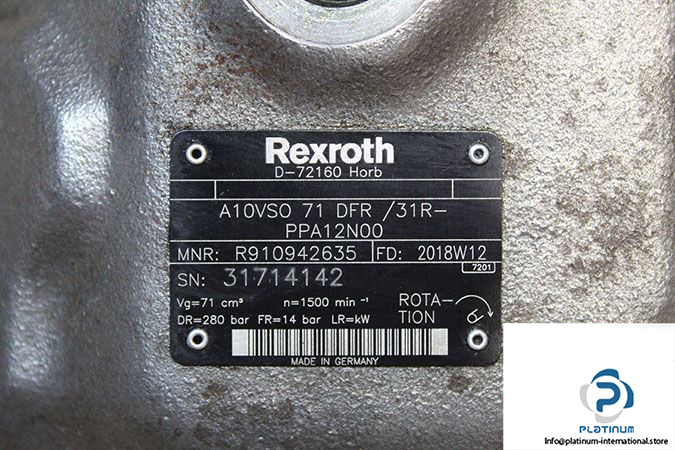 Rexroth
D-72160 Horb
A10VSO 71 DFR /31R-
PPA12N00
MNR: R910942635 FD: 2018W12
7201
SN: 31714142
Vg=71 cm³ n=1500 min⁻¹
DR=280 bar FR=14 bar LR=kW
ROTA-
TION
MADE IN GERMANY
PLATINUM
Info@platinum-international.store